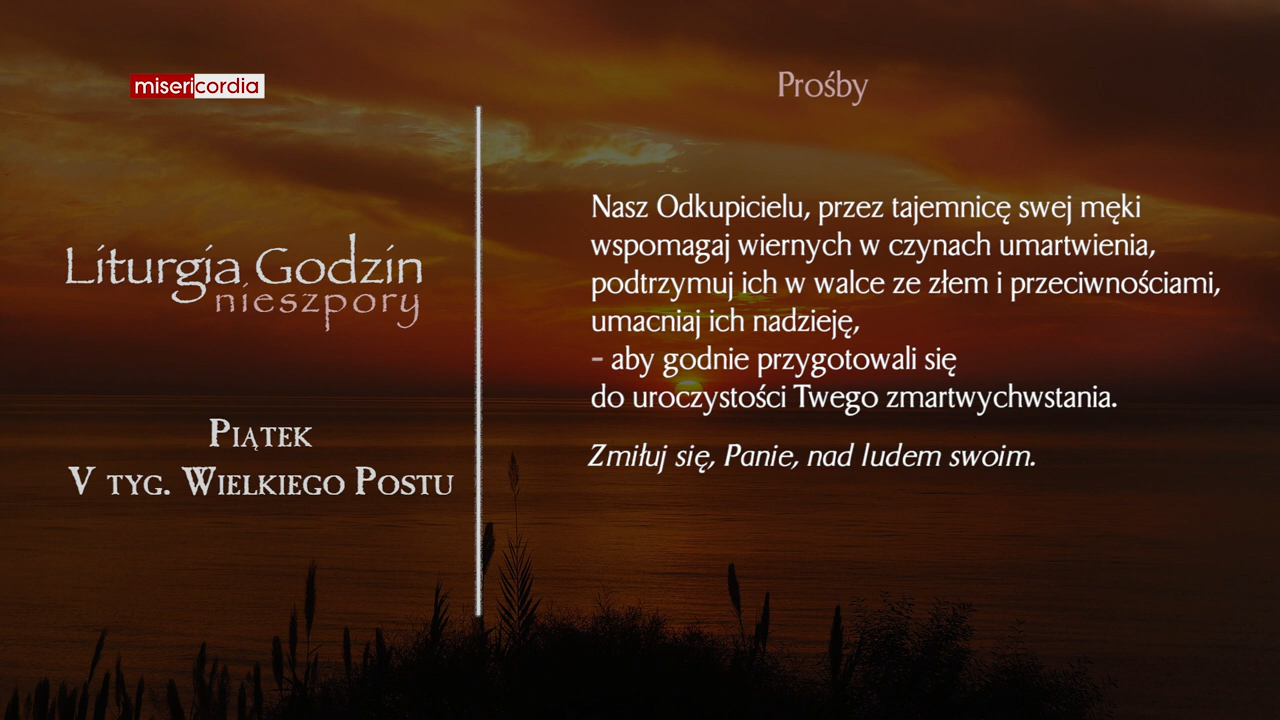 misericordia
Liturgia Godzin
nieszpory
Piątek
V tyg. Wielkiego Postu
Prośby
Nasz Odkupicielu, przez tajemnicę swej męki
wspomagaj wiernych w czynach umartwienia,
podtrzymuj ich w walce ze złem i przeciwnościami,
umacniaj ich nadzieję,
- aby godnie przygotowali się
do uroczystości Twego zmartwychwstania.
Zmiłuj się, Panie, nad ludem swoim.